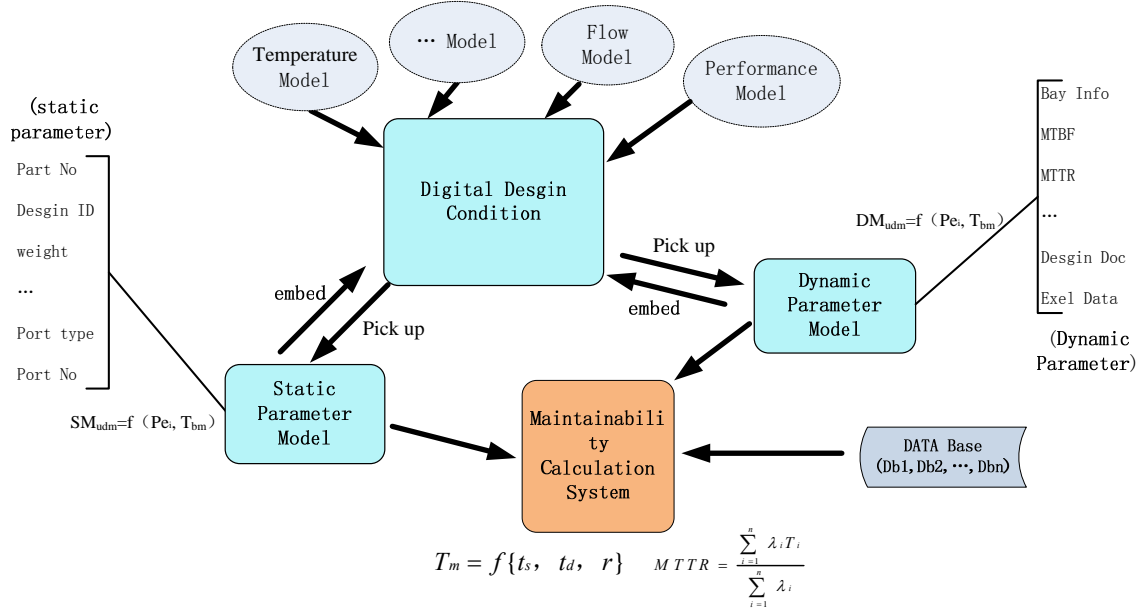 Temperature
Model
… Model
Flow
Model
Performance
Model
(static
parameter)
Part No
Desgin ID
weight
…
Port type
Port No
SMudm=f（Pei, Tbm）
Digital Desgin
Condition
embed
Pick up
Pick up
embed
Static
Parameter
Model
Dynamic
Parameter
Model
DMudm=f（Pei, Tbm）
Bay Info
MTBF
MTTR
…
Desgin Doc
Exel Data
(Dynamic
Parameter)
Maintainabili
ty
Calculation
System
DATA Base
(Db1,Db2,…,Dbn)
Tm = f{ts, td, r}
MTTR = ∑(i=1..n) λiTi / ∑(i=1..n) λi